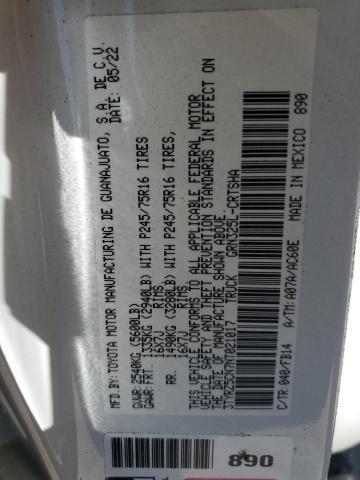 MFD.BY:TOYOTA MOTOR MANUFACTURING DE GUANAJUATO, S.A. DE C.V.
DATE: 05/22
GVWR:2540KG (5600LB)
GAWR:FRT. 1335KG (2940LB) WITH P245/75R16 TIRES
16X7J RIMS,
RR. 1490KG (3280LB) WITH P245/75R16 TIRES,
16X7J RIMS
THIS VEHICLE CONFORMS TO ALL APPLICABLE FEDERAL MOTOR
VEHICLE SAFETY AND THEFT PREVENTION STANDARDS IN EFFECT ON
THE DATE OF MANUFACTURE SHOWN ABOVE.
3TYRZ5CN7NT021017 TRUCK GRN325L-CRTSHA
C/TR:040/FB14 A/TM:A07A/AC60E MADE IN MEXICO 890
890